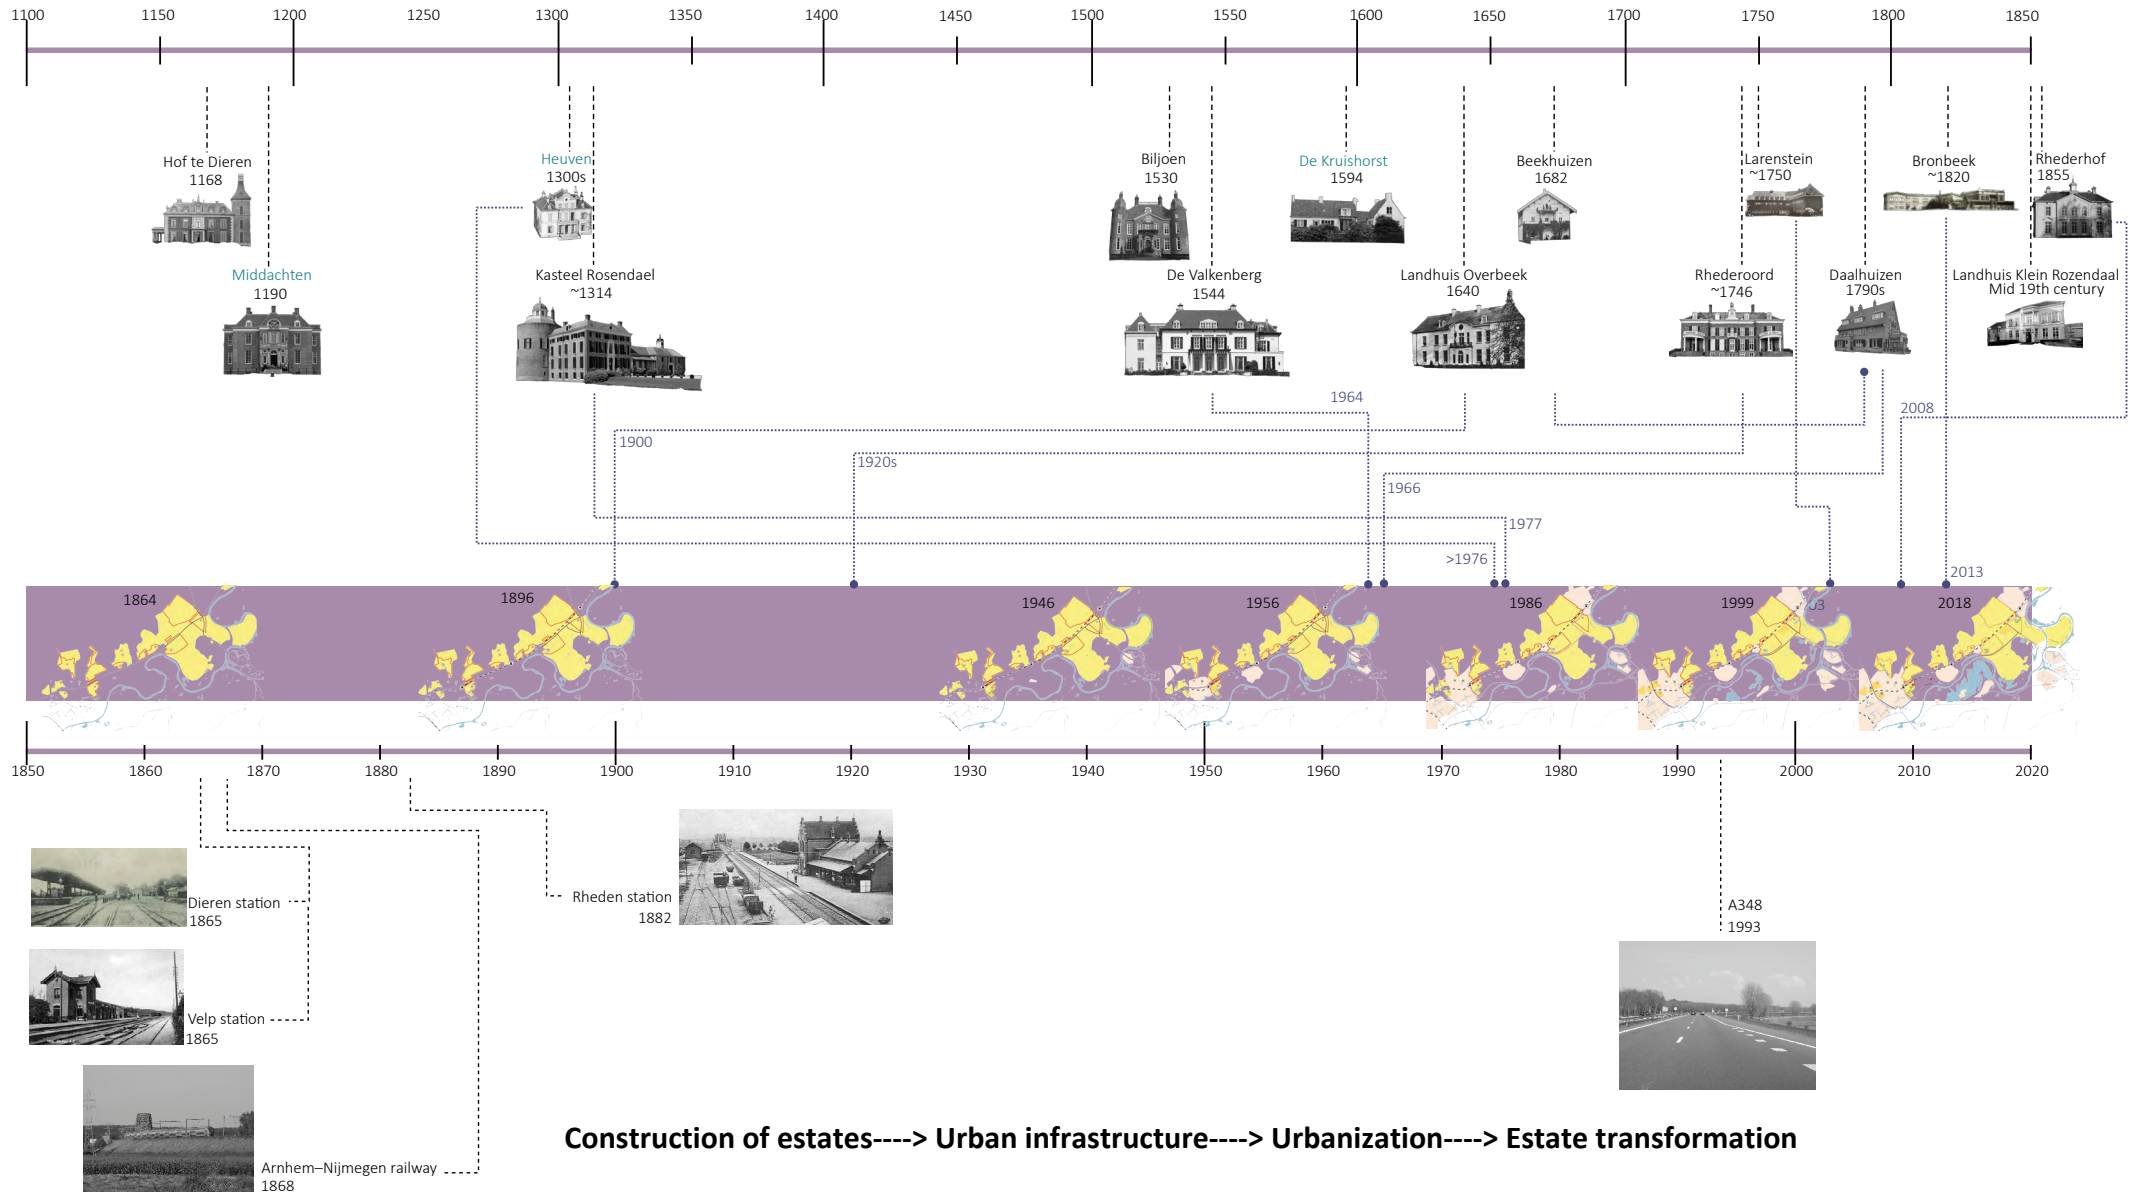 1100 1150 1200 1250 1300 1350 1400 1450 1500 1550 1600 1650 1700 1750 1800 1850
Hof te Dieren
1168
Heuven
1300s
Biljoen
1530
De Kruishorst
1594
Beekhuizen
1682
Larenstein
~1750
Bronbeek
~1820
Rhederhof
1855
Middachten
1190
Kasteel Rosendael
~1314
De Valkenberg
1544
Landhuis Overbeek
1640
Rhederoord
~1746
Daalhuizen
1790s
Landhuis Klein Rozendaal
Mid 19th century
1964
2008
1900
1920s
1966
1977
>1976
2013
1864
1896
1946
1956
1986
1999
03
2018
1850 1860 1870 1880 1890 1900 1910 1920 1930 1940 1950 1960 1970 1980 1990 2000 2010 2020
Dieren station
1865
Rheden station
1882
A348
1993
Velp station
1865
Arnhem–Nijmegen railway
1868
Construction of estates----> Urban infrastructure----> Urbanization----> Estate transformation